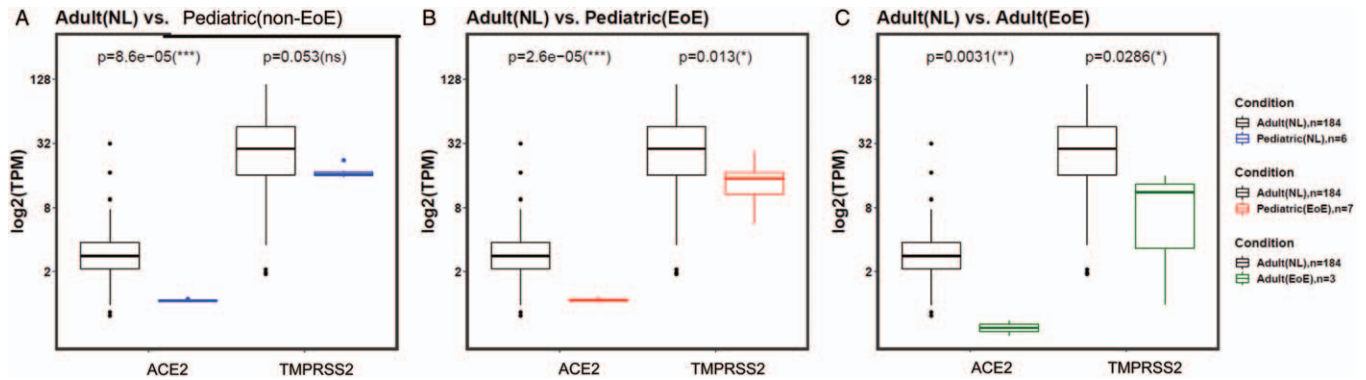 A Adult(NL) vs. Pediatric(non-EoE)
p=8.6e−05(***) p=0.053(ns)
log2(TPM)
128
32
8
2
ACE2 TMPRSS2
B Adult(NL) vs. Pediatric(EoE)
p=2.6e−05(***) p=0.013(*)
log2(TPM)
128
32
8
2
ACE2 TMPRSS2
C Adult(NL) vs. Adult(EoE)
p=0.0031(**) p=0.0286(*)
log2(TPM)
128
32
8
2
ACE2 TMPRSS2
Condition
Adult(NL),n=184
Pediatric(NL),n=6
Condition
Adult(NL),n=184
Pediatric(EoE),n=7
Condition
Adult(NL),n=184
Adult(EoE),n=3